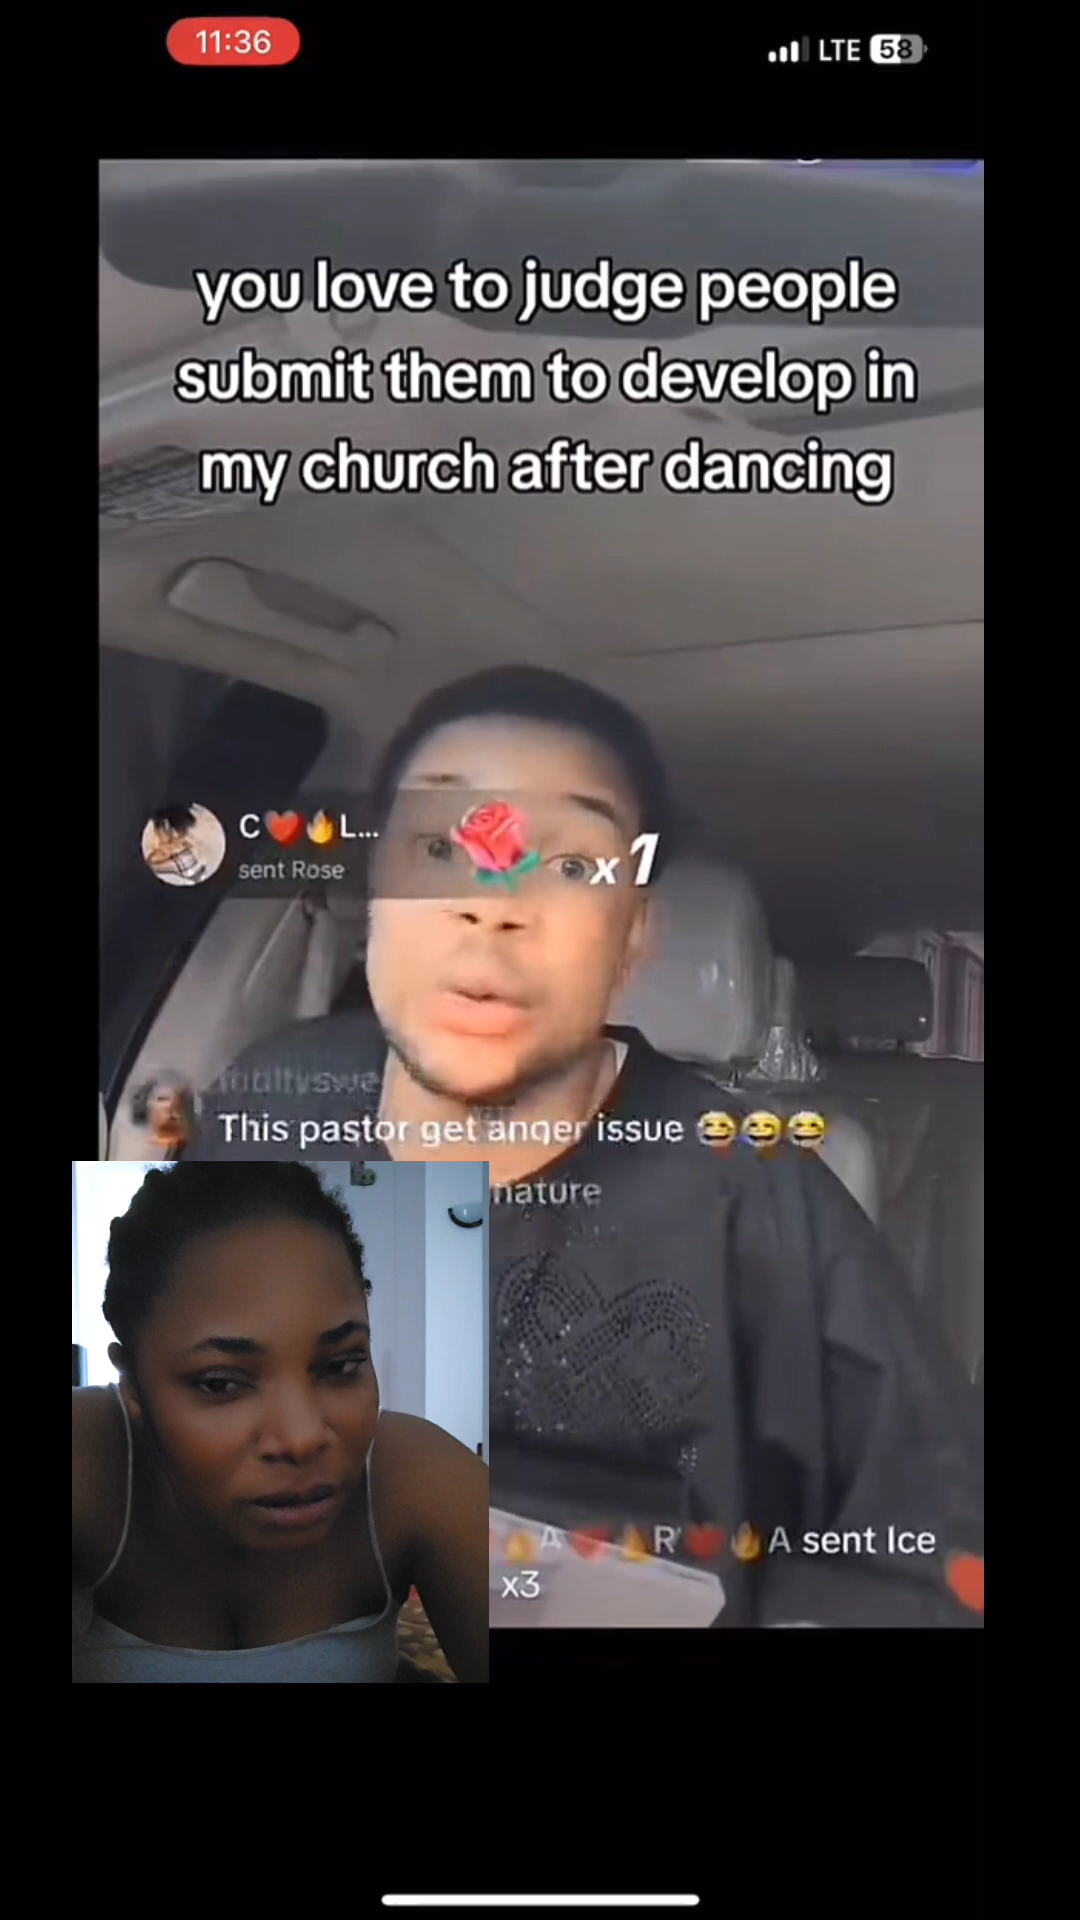 11:36
LTE 58
you love to judge people
submit them to develop in
my church after dancing
C❤️🔥L...
sent Rose
x1
This pastor get anger issue 😂😂😂
nature
🔥A❤️🔥R❤️🔥A sent Ice
x3